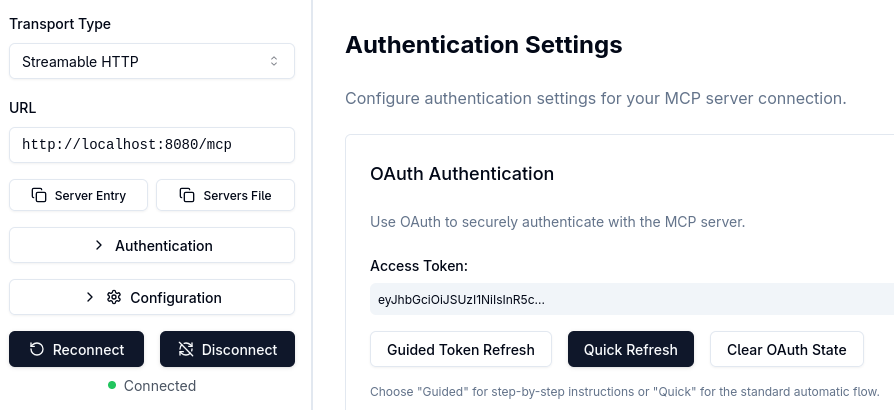 Transport Type
Streamable HTTP
URL
http://localhost:8080/mcp
Server Entry
Servers File
Authentication
Configuration
Reconnect
Disconnect
Connected
Authentication Settings
Configure authentication settings for your MCP server connection.
OAuth Authentication
Use OAuth to securely authenticate with the MCP server.
Access Token:
eyJhbGciOiJSUzI1NiIsInR5c...
Guided Token Refresh
Quick Refresh
Clear OAuth State
Choose "Guided" for step-by-step instructions or "Quick" for the standard automatic flow.